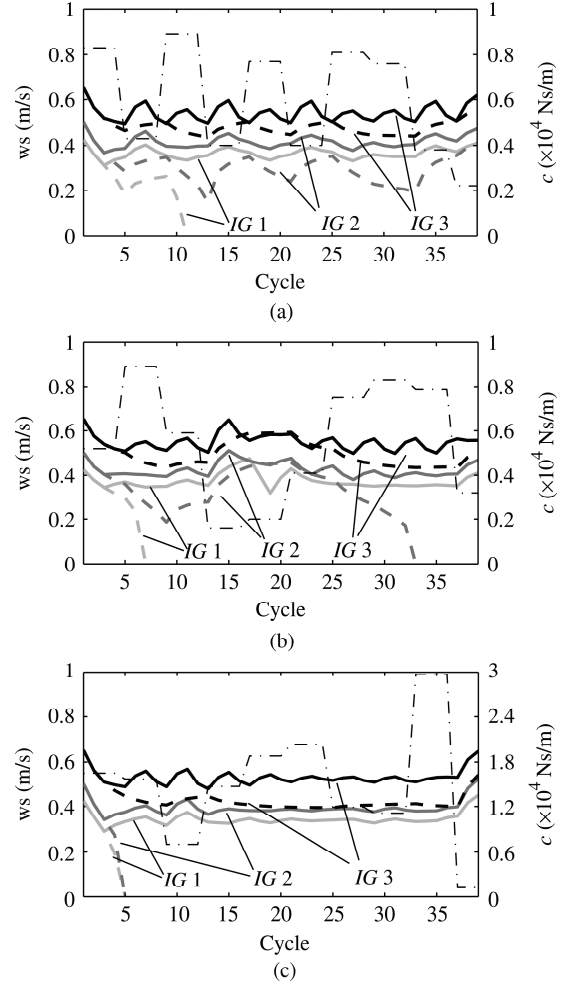 1 1
0.8 0.8
0.6 0.6
0.4 0.4
0.2 0.2
0 0
ws (m/s)
c (×10⁴ Ns/m)
IG 1 IG 2 IG 3
5 10 15 20 25 30 35
Cycle
(a)
1 1
0.8 0.8
0.6 0.6
0.4 0.4
0.2 0.2
0 0
ws (m/s)
c (×10⁴ Ns/m)
IG 1 IG 2 IG 3
5 10 15 20 25 30 35
Cycle
(b)
1 3
0.8 2.4
0.6 1.8
0.4 1.2
0.2 0.6
0 0
ws (m/s)
c (×10⁴ Ns/m)
IG 1 IG 2 IG 3
5 10 15 20 25 30 35
Cycle
(c)